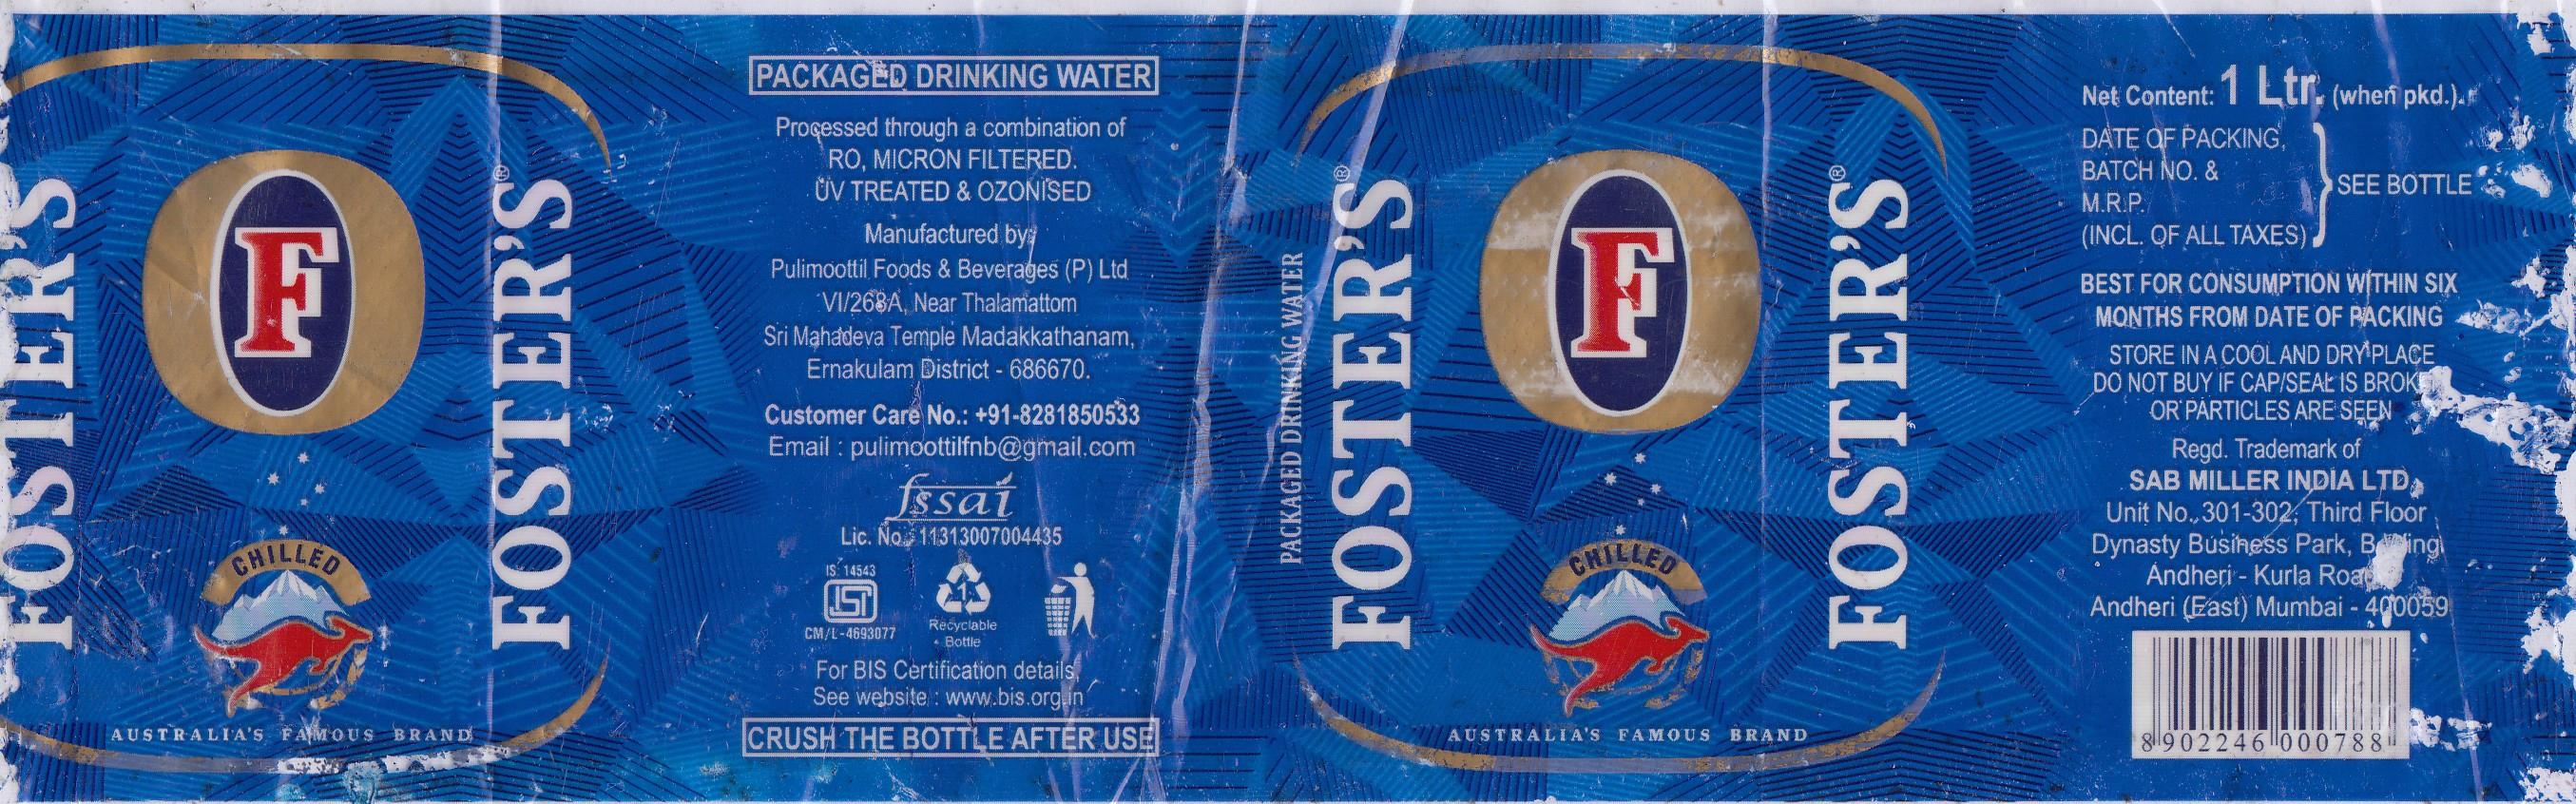 FOSTER'S
F
CHILLED
AUSTRALIA'S FAMOUS BRAND
FOSTER'S®
PACKAGED DRINKING WATER
Processed through a combination of
RO, MICRON FILTERED.
UV TREATED & OZONISED
Manufactured by:
Pulimoottil Foods & Beverages (P) Ltd
VI/268A, Near Thalamattom
Sri Mahadeva Temple Madakkathanam,
Ernakulam District - 686670.
Customer Care No.: +91-8281850533
Email : pulimoottilfnb@gmail.com
fssai
Lic. No. 11313007004435
IS 14543
ISI
CM/L-4693077
1
Recyclable
Bottle
For BIS Certification details,
See website : www.bis.org.in
CRUSH THE BOTTLE AFTER USE
PACKAGED DRINKING WATER
FOSTER'S®
F
CHILLED
AUSTRALIA'S FAMOUS BRAND
FOSTER'S®
Net Content: 1 Ltr. (when pkd.).
DATE OF PACKING,
BATCH NO. &
M.R.P.
(INCL. OF ALL TAXES)
SEE BOTTLE
BEST FOR CONSUMPTION WITHIN SIX
MONTHS FROM DATE OF PACKING
STORE IN A COOL AND DRY PLACE
DO NOT BUY IF CAP/SEAL IS
OR PARTICLES ARE SEEN
Regd. Trademark of
SAB MILLER INDIA LTD.
Unit No. 301-302, Third Floor
Dynasty Business Park,
Andheri - Kurla
Andheri (East) Mumbai - 400059
8 902246 000788